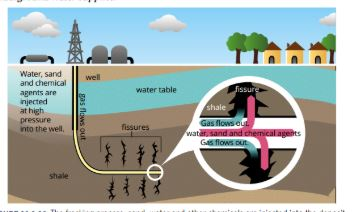 Water, sand
and chemical
agents are
injected
at high
pressure
into the well.
well
gas flows out
water table
fissures
shale
fissure
shale
Gas flows out.
water, sand and chemical agents
Gas flows out.